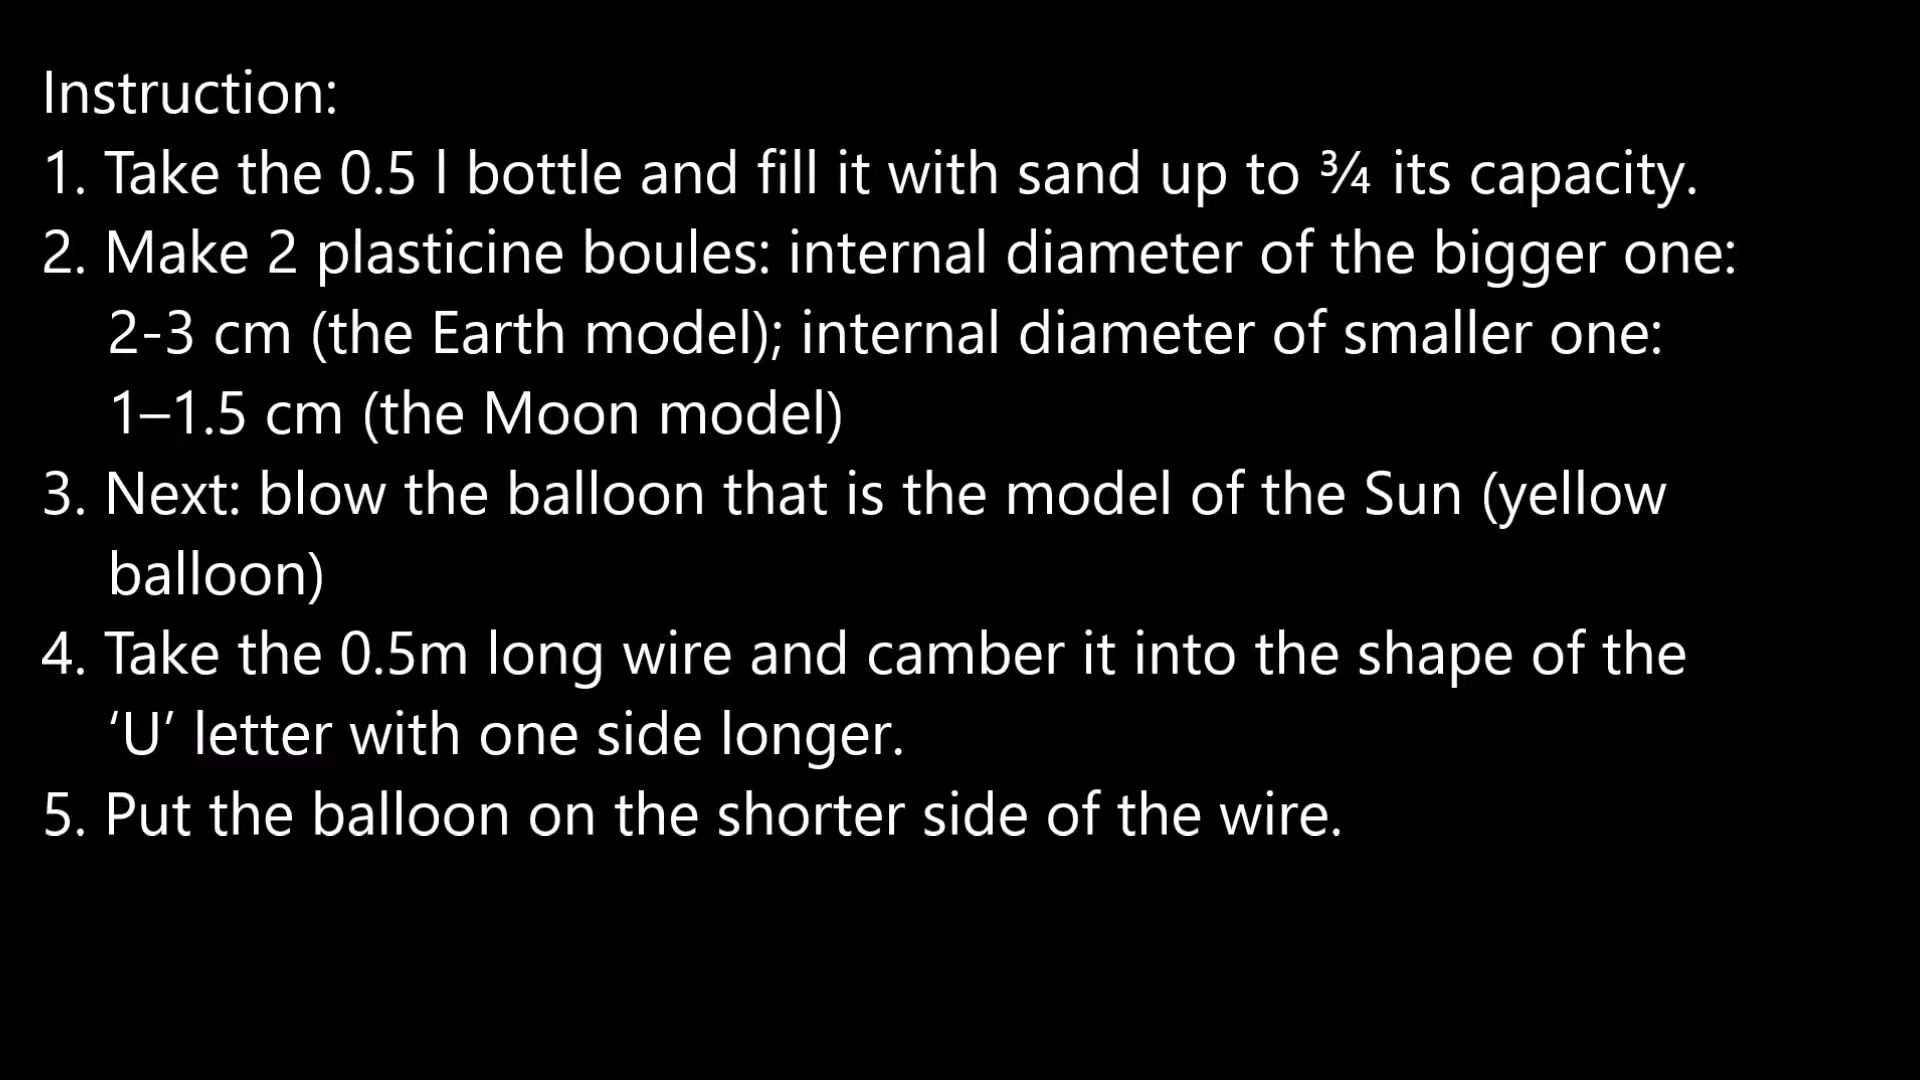 Instruction:
1. Take the 0.5 l bottle and fill it with sand up to ¾ its capacity.
2. Make 2 plasticine boules: internal diameter of the bigger one:
2-3 cm (the Earth model); internal diameter of smaller one:
1–1.5 cm (the Moon model)
3. Next: blow the balloon that is the model of the Sun (yellow
balloon)
4. Take the 0.5m long wire and camber it into the shape of the
‘U’ letter with one side longer.
5. Put the balloon on the shorter side of the wire.